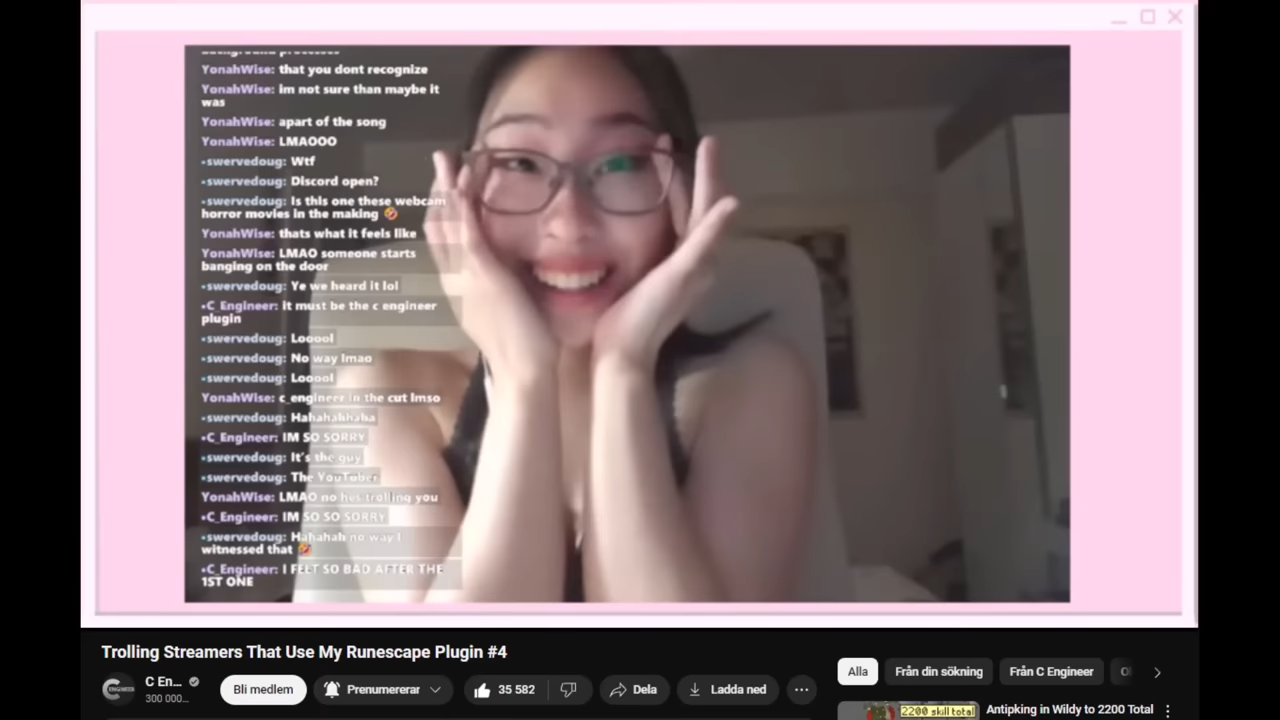 YonahWise: that you dont recognize
YonahWise: im not sure than maybe it
was
YonahWise: apart of the song
YonahWise: LMAOOO
swervedoug: Wtf
swervedoug: Discord open?
swervedoug: Is this one these webcam
horror movies in the making 🤣
YonahWise: thats what it feels like
YonahWise: LMAO someone starts
banging on the door
swervedoug: Ye we heard it lol
C_Engineer: it must be the c engineer
plugin
swervedoug: Looool
swervedoug: No way lmao
swervedoug: Looool
YonahWise: c_engineer in the cut lmso
swervedoug: Hahahahhaha
C_Engineer: IM SO SORRY
swervedoug: It's the guy
swervedoug: The YouTuber
YonahWise: LMAO no hes trolling you
C_Engineer: IM SO SO SORRY
swervedoug: Hahahah no way I
witnessed that 🤣
C_Engineer: I FELT SO BAD AFTER THE
1ST ONE
Trolling Streamers That Use My Runescape Plugin #4
C En...
300 000...
Bli medlem
Prenumererar
35 582
Dela
Ladda ned
Alla
Från din sökning
Från C Engineer
2200 skill total
Antipking in Wildy to 2200 Total